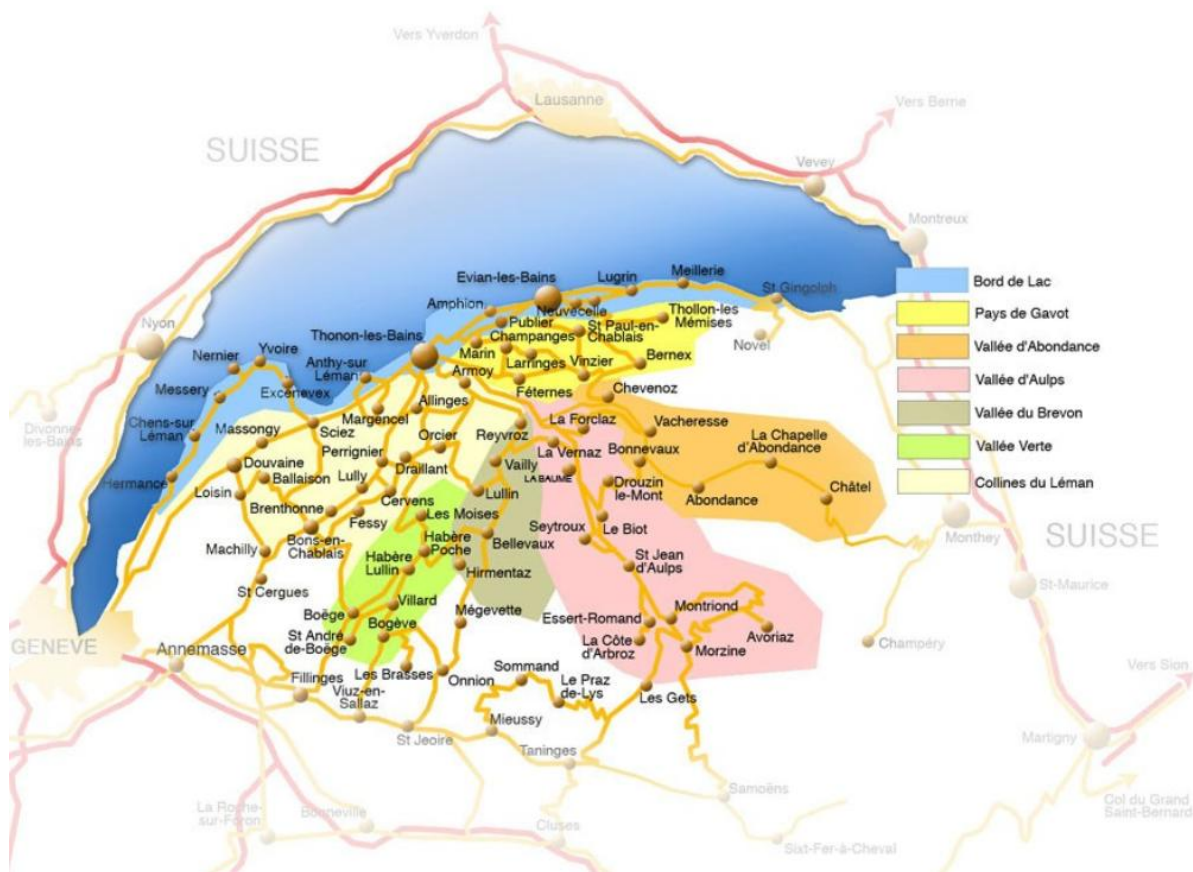 Vers Yverdon
Lausanne
Vers Berne
SUISSE
Vevey
Montreux
Nyon
Evian-les-Bains
Lugrin
Meillerie
St Gingolph
Amphion
Neuvecelle
Publier
Thollon-les
Mémises
St Paul-en-
Chablais
Novel
Thonon-les-Bains
Champanges
Marin
Larringes
Vinzier
Bernex
Yvoire
Nernier
Anthy-sur
Léman
Armoy
Féternes
Chevenoz
Messery
Excenevex
Allinges
Divonne-
les-Bains
Chens-sur
Léman
Massongy
Margencel
Sciez
Orcier
Reyvroz
La Forclaz
Vacheresse
La Chapelle
d'Abondance
Perrignier
La Vernaz
Bonnevaux
Douvaine
Draillant
Vailly
LA BAUME
Hermance
Ballaison
Lully
Drouzin
le-Mont
Abondance
Châtel
Loisin
Cervens
Lullin
Brenthonne
Fessy
Les Moises
Seytroux
Le Biot
Monthey
SUISSE
Machilly
Bons-en-
Chablais
Habère
Poche
Bellevaux
St Jean
d'Aulps
Habère
Lullin
Hirmentaz
St-Maurice
St Cergues
Villard
Boëge
Mégevette
Essert-Romand
Montriond
Bogève
St André
de-Boëge
La Côte
d'Arbroz
Avoriaz
Champéry
GENEVE
Annemasse
Morzine
Les Brasses
Sommand
Le Praz
de-Lys
Vers Sion
Fillinges
Viuz-en-
Sallaz
Onnion
Les Gets
Mieussy
St Jeoire
Taninges
Martigny
Samoëns
La Roche-
sur-Foron
Bonneville
Cluses
Sixt-Fer-à-Cheval
Col du Grand
Saint-Bernard
Bord de Lac
Pays de Gavot
Vallée d'Abondance
Vallée d'Aulps
Vallée du Brevon
Vallée Verte
Collines du Léman